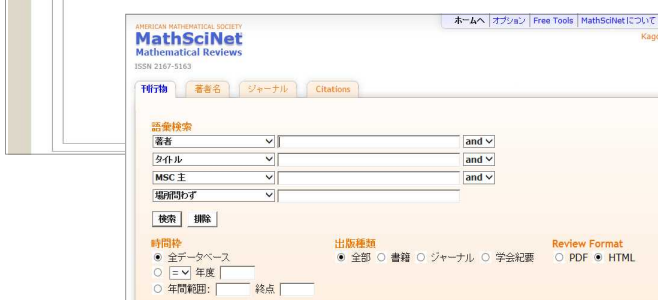 AMERICAN MATHEMATICAL SOCIETY
ホームへ オプション Free Tools MathSciNetについて
MathSciNet
Mathematical Reviews
ISSN 2167-5163
刊行物 著者名 ジャーナル Citations
語彙検索
著者 and
タイトル and
MSC 主 and
場所問わず
検索 排除
時間枠 出版種類 Review Format
全データベース 全部 書籍 ジャーナル 学会紀要 PDF HTML
= 年度
年間範囲: 終点